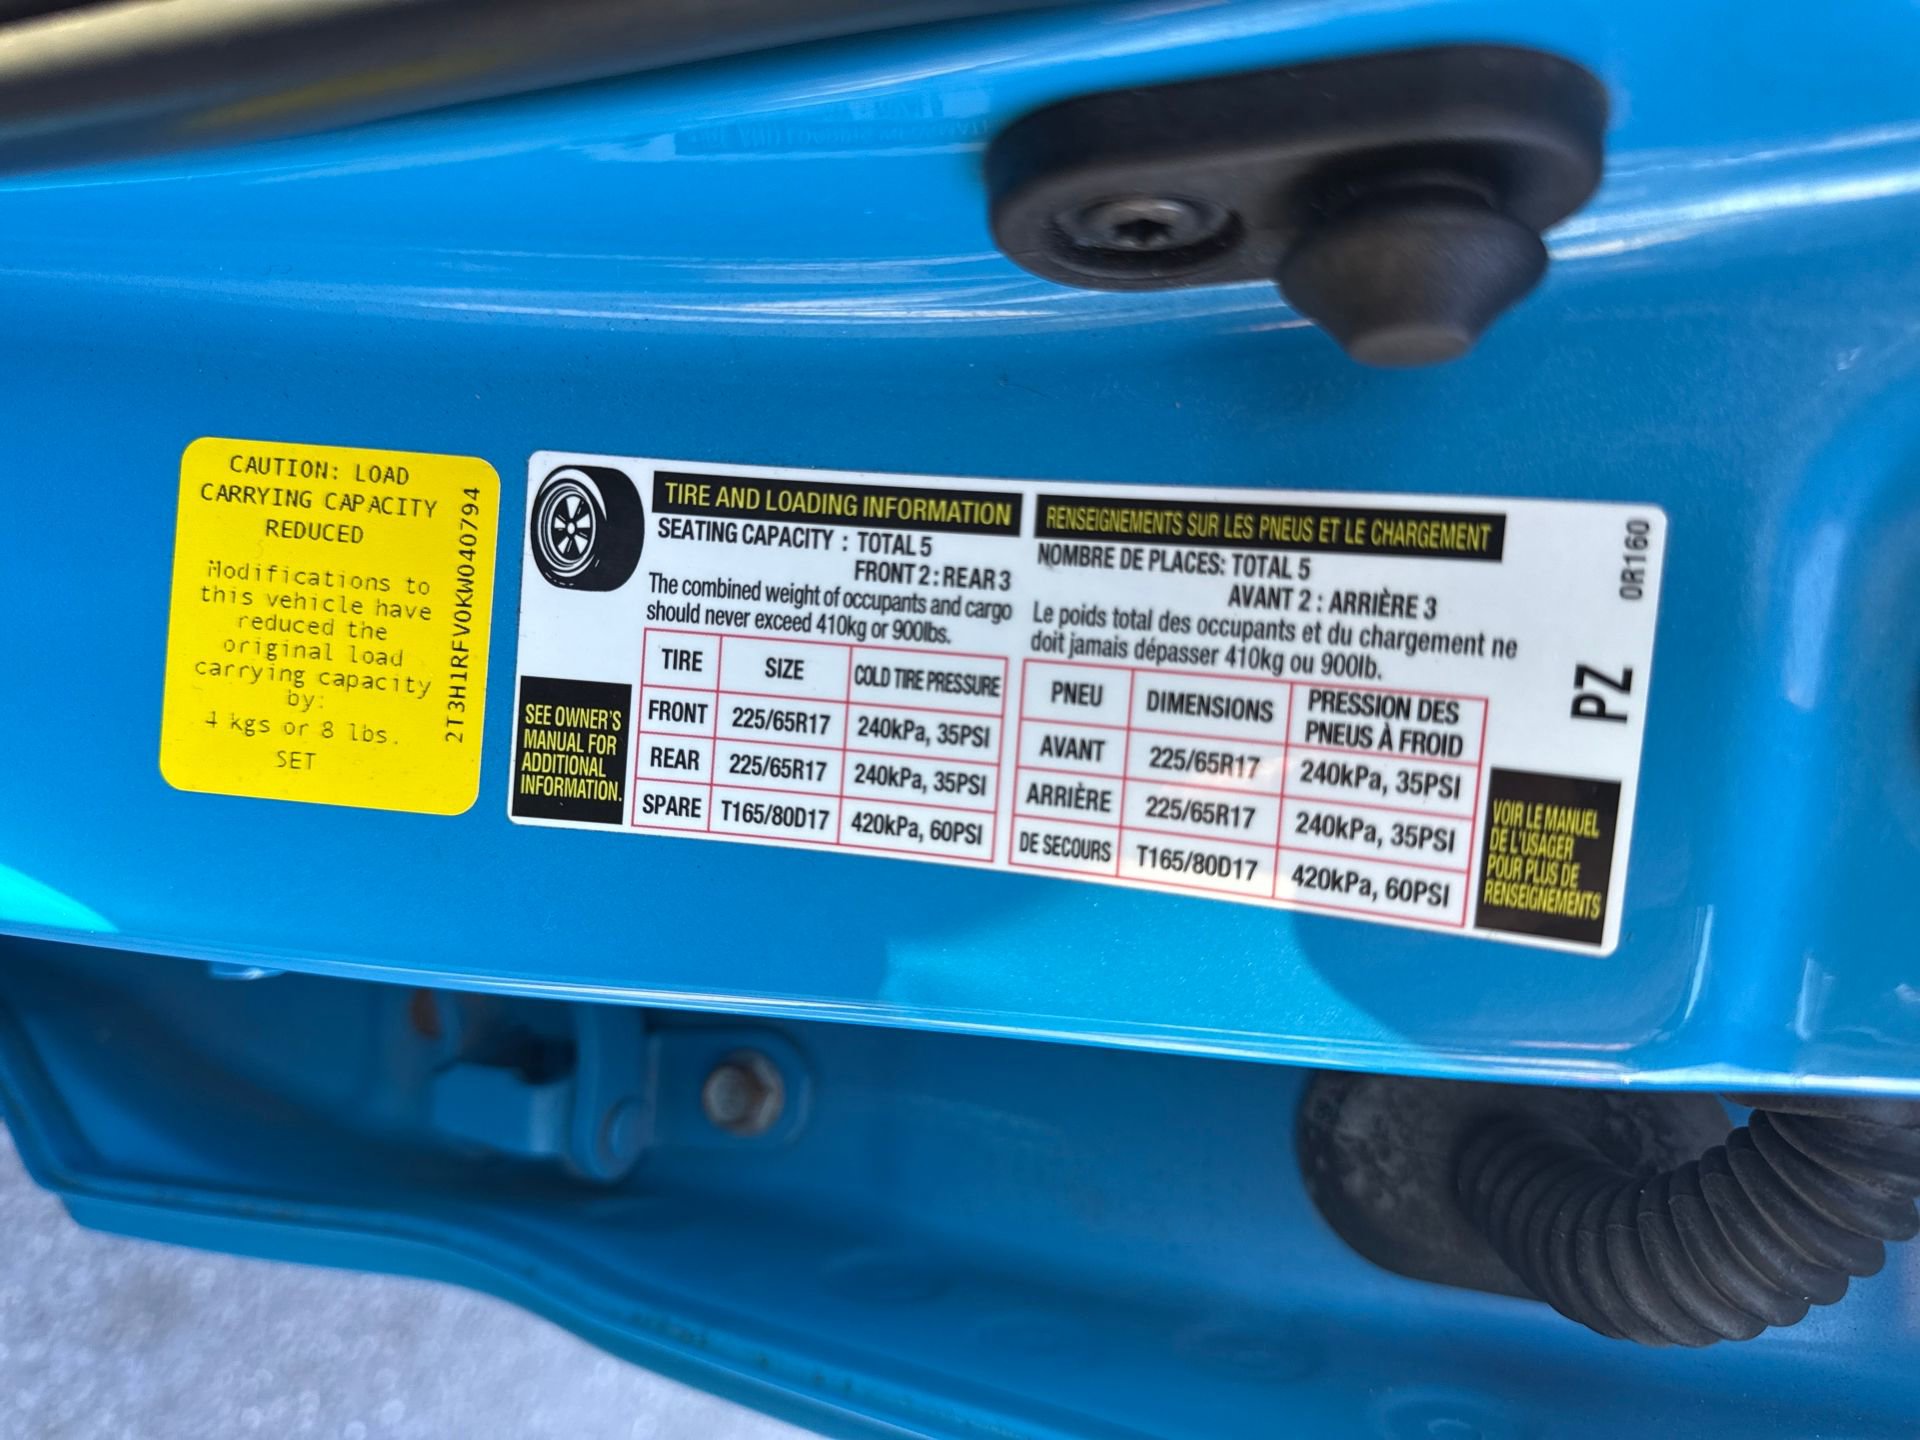 CAUTION: LOAD
CARRYING CAPACITY
REDUCED
Modifications to
this vehicle have
reduced the
original load
carrying capacity
by:
4 kgs or 8 lbs.
SET
2T3H1RFV0KW040794
TIRE AND LOADING INFORMATION
SEATING CAPACITY : TOTAL 5
FRONT 2 : REAR 3
The combined weight of occupants and cargo
should never exceed 410kg or 900lbs.
TIRE SIZE COLD TIRE PRESSURE
FRONT 225/65R17 240kPa, 35PSI
REAR 225/65R17 240kPa, 35PSI
SPARE T165/80D17 420kPa, 60PSI
SEE OWNER'S
MANUAL FOR
ADDITIONAL
INFORMATION.
RENSEIGNEMENTS SUR LES PNEUS ET LE CHARGEMENT
NOMBRE DE PLACES: TOTAL 5
AVANT 2 : ARRIÈRE 3
Le poids total des occupants et du chargement ne
doit jamais dépasser 410kg ou 900lb.
PNEU DIMENSIONS PRESSION DES
PNEUS À FROID
AVANT 225/65R17 240kPa, 35PSI
ARRIÈRE 225/65R17 240kPa, 35PSI
DE SECOURS T165/80D17 420kPa, 60PSI
VOIR LE MANUEL
DE L'USAGER
POUR PLUS DE
RENSEIGNEMENTS
0R160
PZ